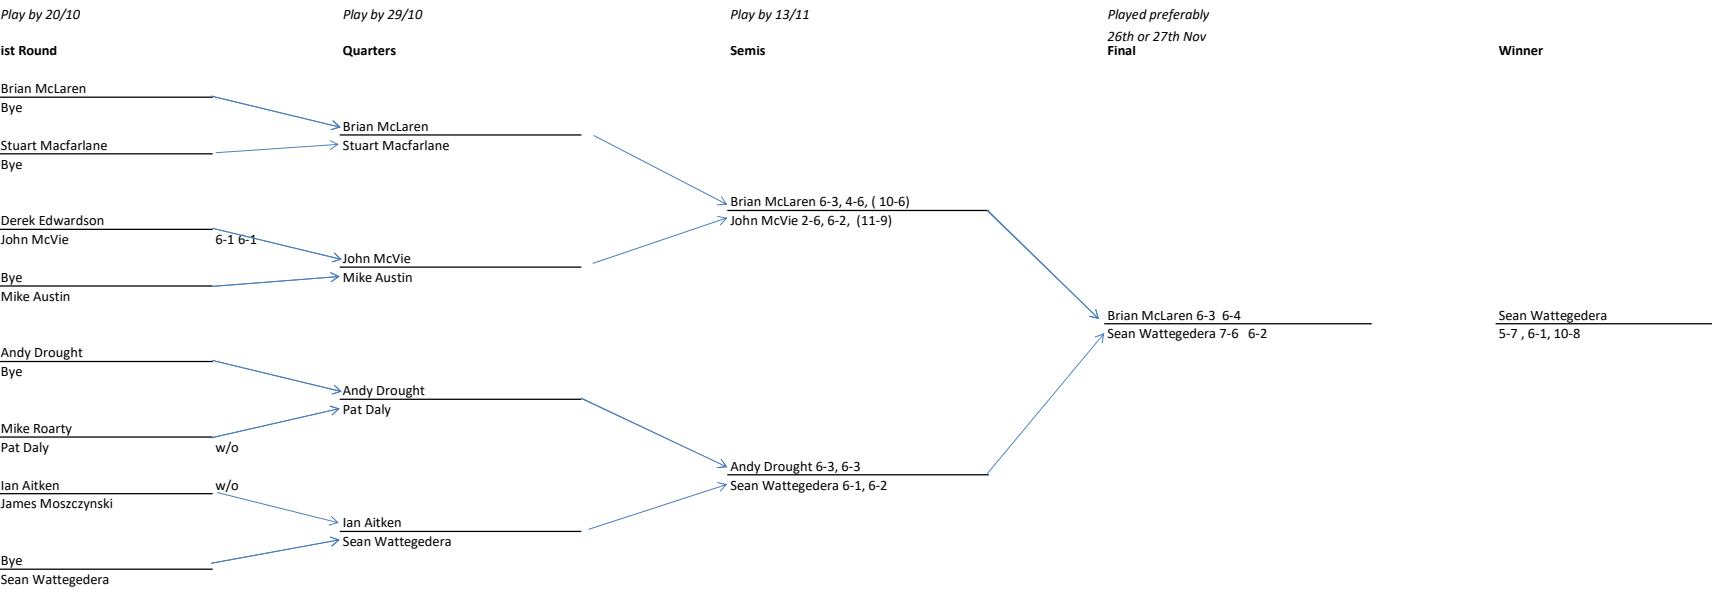 Play by 20/10
Play by 29/10
Play by 13/11
Played preferably
26th or 27th Nov
ist Round
Quarters
Semis
Final
Winner
Brian McLaren
Bye
Stuart Macfarlane
Bye
Derek Edwardson
John McVie 6-1 6-1
Bye
Mike Austin
Andy Drought
Bye
Mike Roarty
Pat Daly w/o
Ian Aitken w/o
James Moszczynski
Bye
Sean Wattegedera
Brian McLaren
Stuart Macfarlane
John McVie
Mike Austin
Andy Drought
Pat Daly
Ian Aitken
Sean Wattegedera
Brian McLaren 6-3, 4-6, ( 10-6)
John McVie 2-6, 6-2, (11-9)
Andy Drought 6-3, 6-3
Sean Wattegedera 6-1, 6-2
Brian McLaren 6-3 6-4
Sean Wattegedera 7-6 6-2
Sean Wattegedera
5-7 , 6-1, 10-8